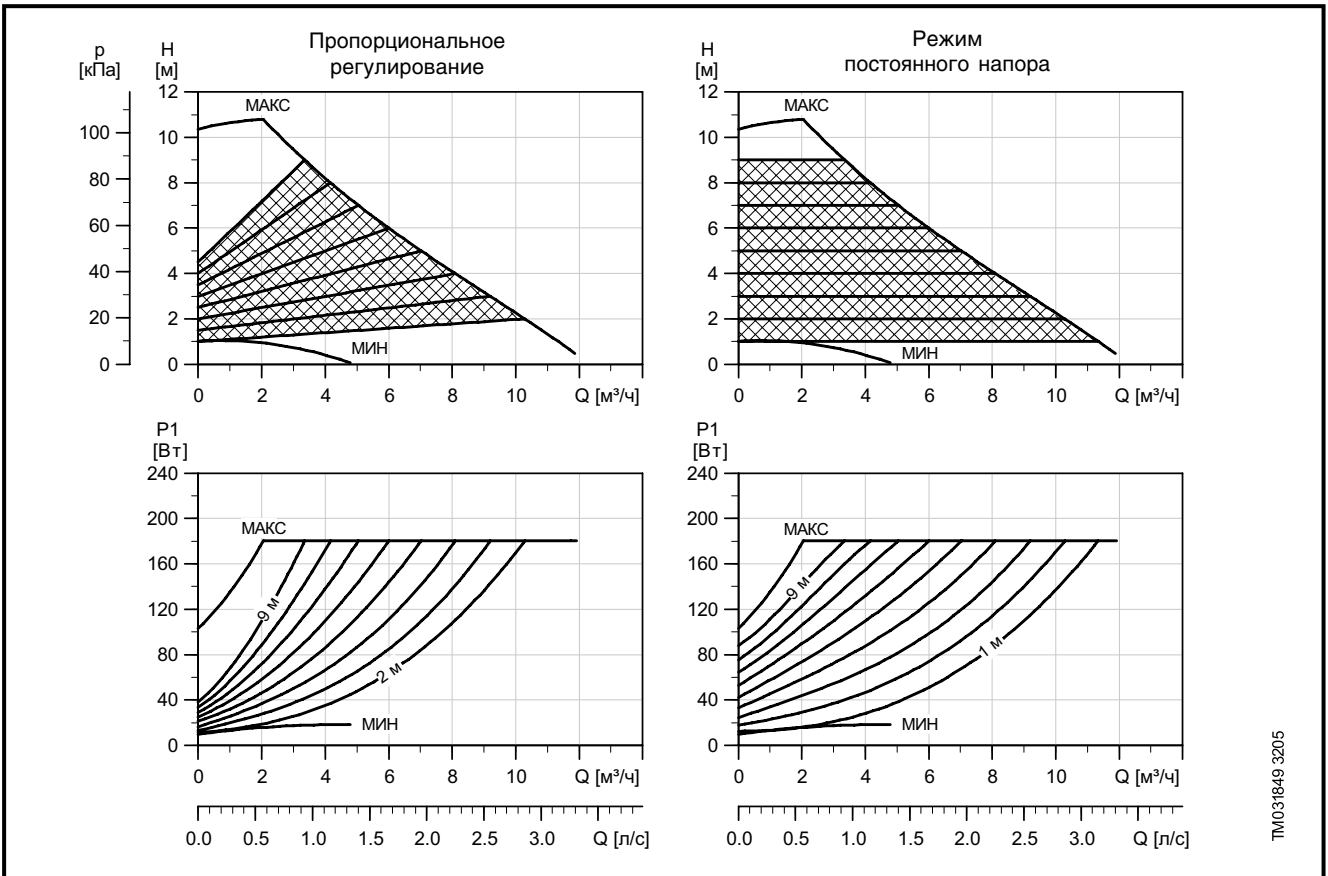 Пропорциональное
регулирование
Режим
постоянного напора
p
[кПа]
H
[м]
H
[м]
12
10
8
6
4
2
0
100
80
60
40
20
0
МАКС
МИН
0 2 4 6 8 10 Q [м³/ч]
12
10
8
6
4
2
0
МАКС
МИН
0 2 4 6 8 10 Q [м³/ч]
P1
[Вт]
240
200
160
120
80
40
0
МАКС
9 м
2 м
МИН
0 2 4 6 8 10 Q [м³/ч]
0.0 0.5 1.0 1.5 2.0 2.5 3.0 Q [л/с]
P1
[Вт]
240
200
160
120
80
40
0
МАКС
9 м
1 м
МИН
0 2 4 6 8 10 Q [м³/ч]
0.0 0.5 1.0 1.5 2.0 2.5 3.0 Q [л/с]
TM031849 3205